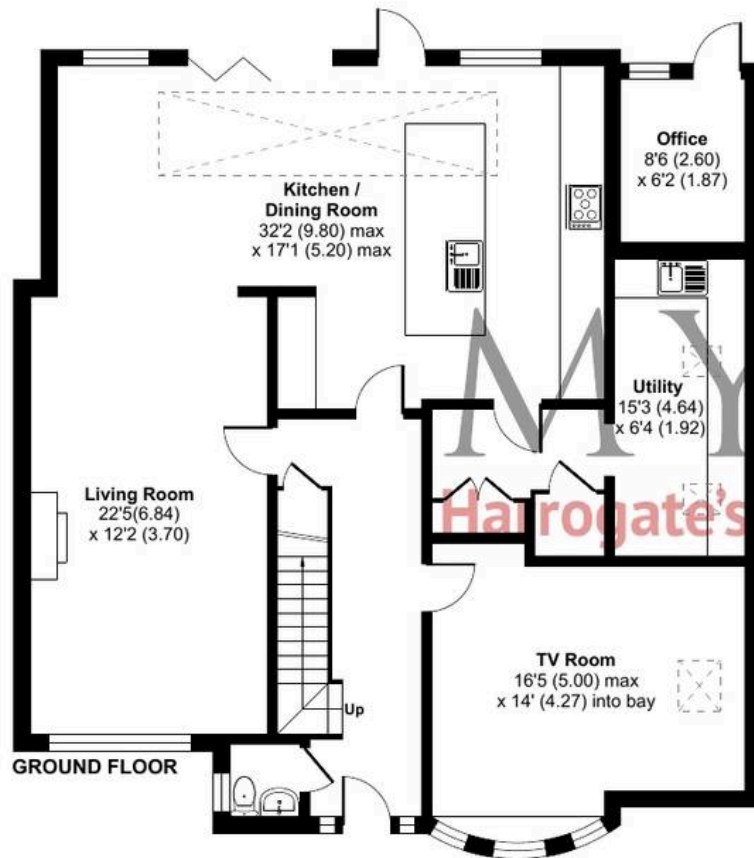 Office
8'6 (2.60)
x 6'2 (1.87)
Kitchen /
Dining Room
32'2 (9.80) max
x 17'1 (5.20) max
MY
Utility
15'3 (4.64)
x 6'4 (1.92)
Harrogate's
Living Room
22'5(6.84)
x 12'2 (3.70)
TV Room
16'5 (5.00) max
x 14' (4.27) into bay
Up
GROUND FLOOR